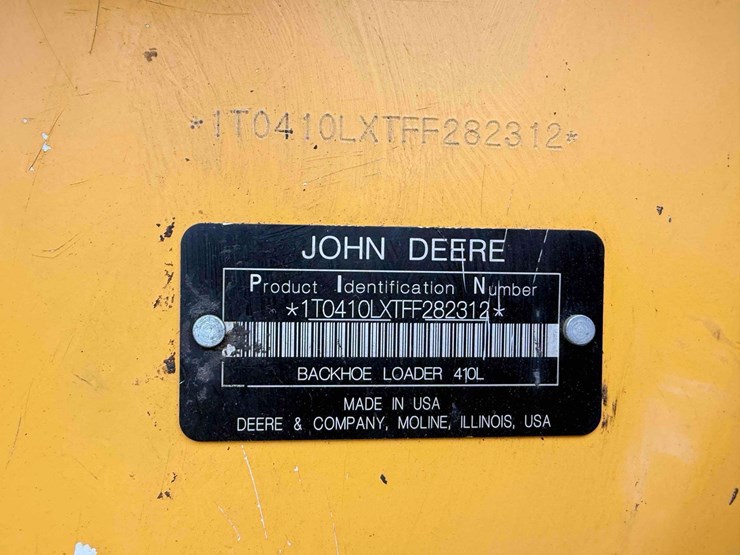 *1T0410LXTFF282312*
JOHN DEERE
Product Identification Number
*1T0410LXTFF282312*
BACKHOE LOADER 410L
MADE IN USA
DEERE & COMPANY, MOLINE, ILLINOIS, USA